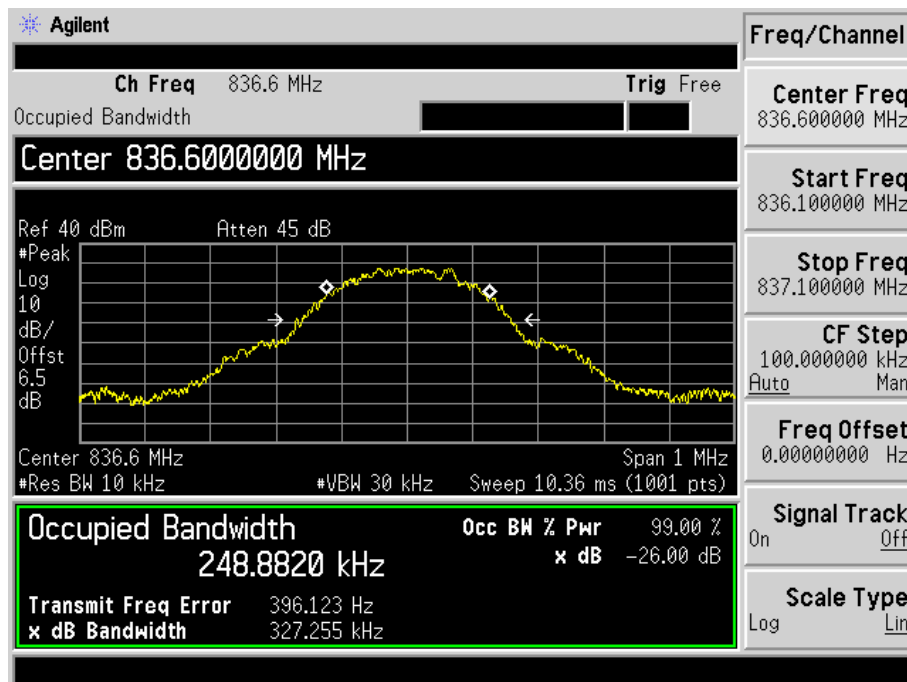 Agilent
Freq/Channel
Ch Freq 836.6 MHz Trig Free
Occupied Bandwidth
Center 836.6000000 MHz
Ref 40 dBm Atten 45 dB
#Peak
Log
10
dB/
Offst
6.5
dB
Center 836.6 MHz Span 1 MHz
#Res BW 10 kHz #VBW 30 kHz Sweep 10.36 ms (1001 pts)
Occupied Bandwidth
248.8820 kHz
Occ BW % Pwr 99.00 %
x dB -26.00 dB
Transmit Freq Error 396.123 Hz
x dB Bandwidth 327.255 kHz
Center Freq
836.600000 MHz
Start Freq
836.100000 MHz
Stop Freq
837.100000 MHz
CF Step
100.000000 kHz
Auto Man
Freq Offset
0.00000000 Hz
Signal Track
On Off
Scale Type
Log Lin